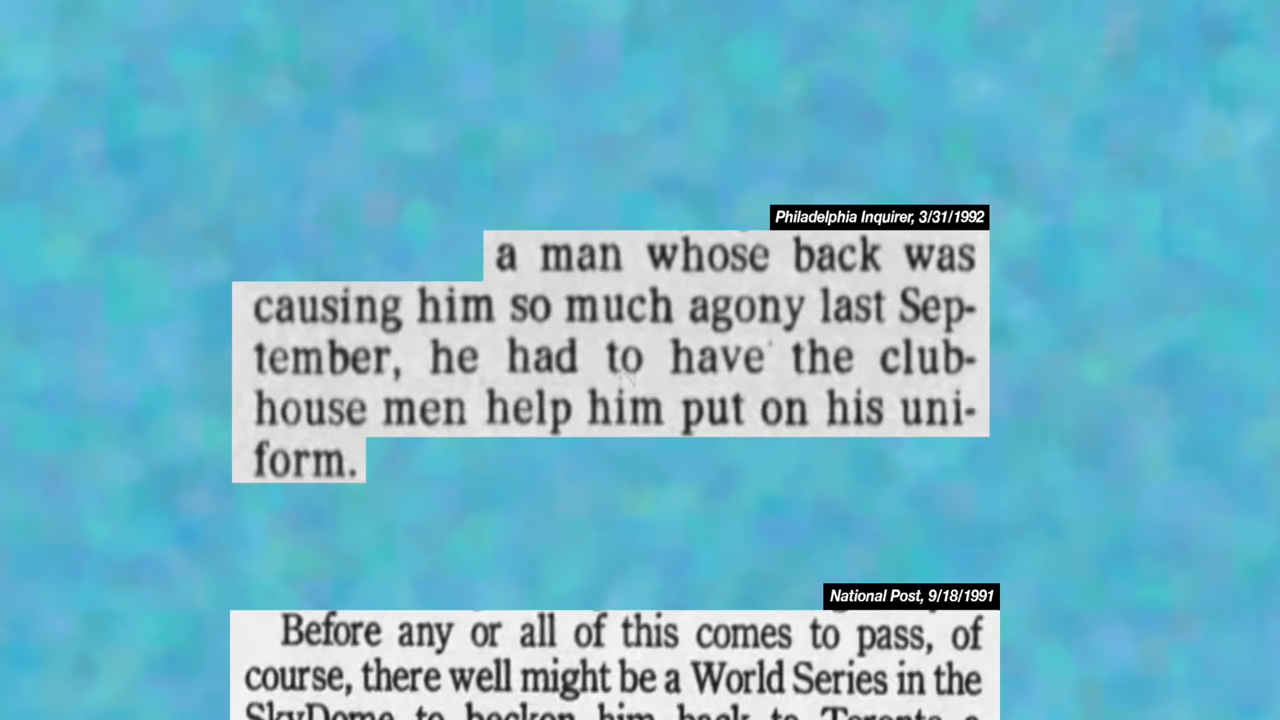 Philadelphia Inquirer, 3/31/1992
a man whose back was
causing him so much agony last Sep-
tember, he had to have the club-
house men help him put on his uni-
form.
National Post, 9/18/1991
Before any or all of this comes to pass, of
course, there well might be a World Series in the
SkyDome to beckon him back to Toronto a